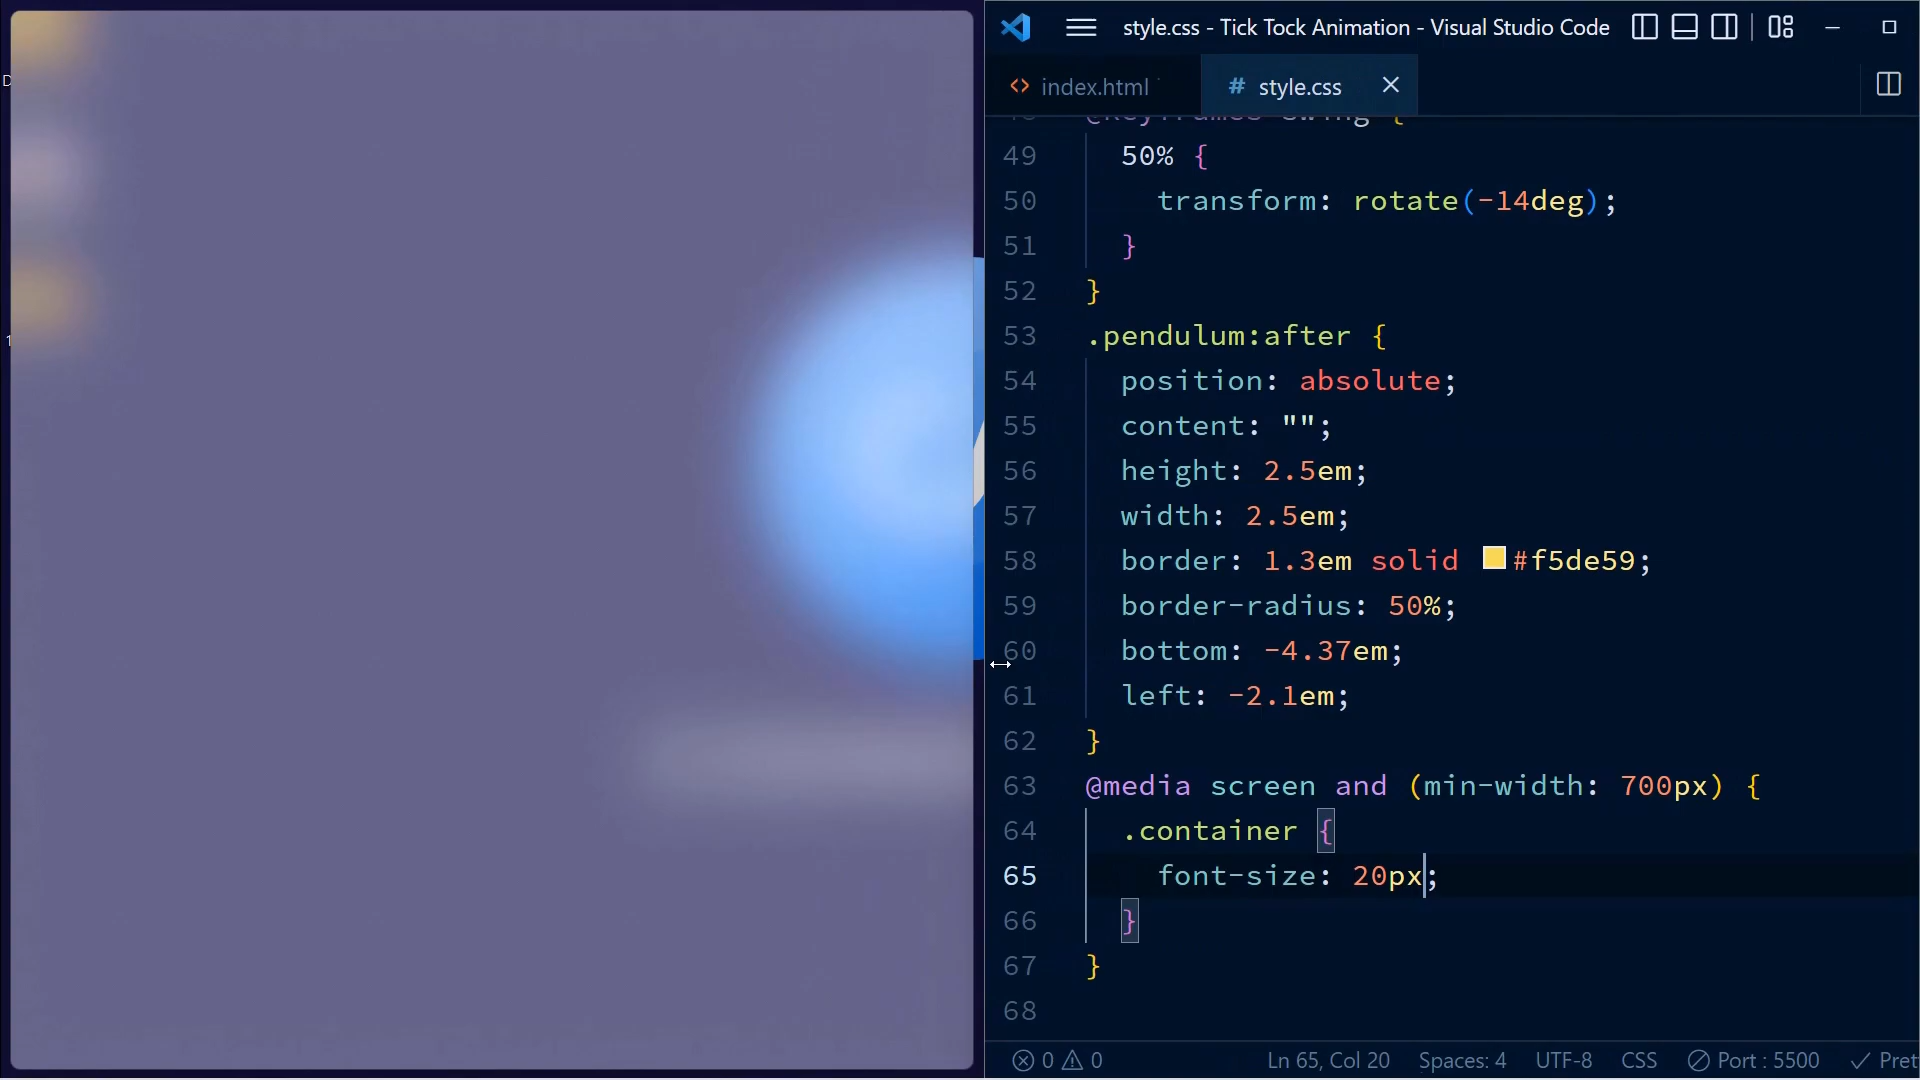 style.css - Tick Tock Animation - Visual Studio Code
index.html
# style.css
@keyframes swing {
49 50% {
50 transform: rotate(-14deg);
51 }
52 }
53 .pendulum:after {
54 position: absolute;
55 content: "";
56 height: 2.5em;
57 width: 2.5em;
58 border: 1.3em solid #f5de59;
59 border-radius: 50%;
60 bottom: -4.37em;
61 left: -2.1em;
62 }
63 @media screen and (min-width: 700px) {
64 .container {
65 font-size: 20px;
66 }
67 }
68
0 0 Ln 65, Col 20 Spaces: 4 UTF-8 CSS Port : 5500 Pret